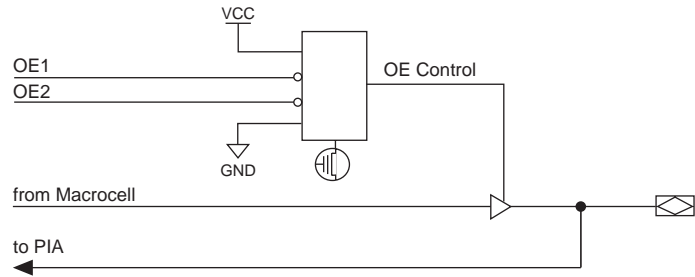 VCC
OE1
OE Control
OE2
GND
from Macrocell
to PIA